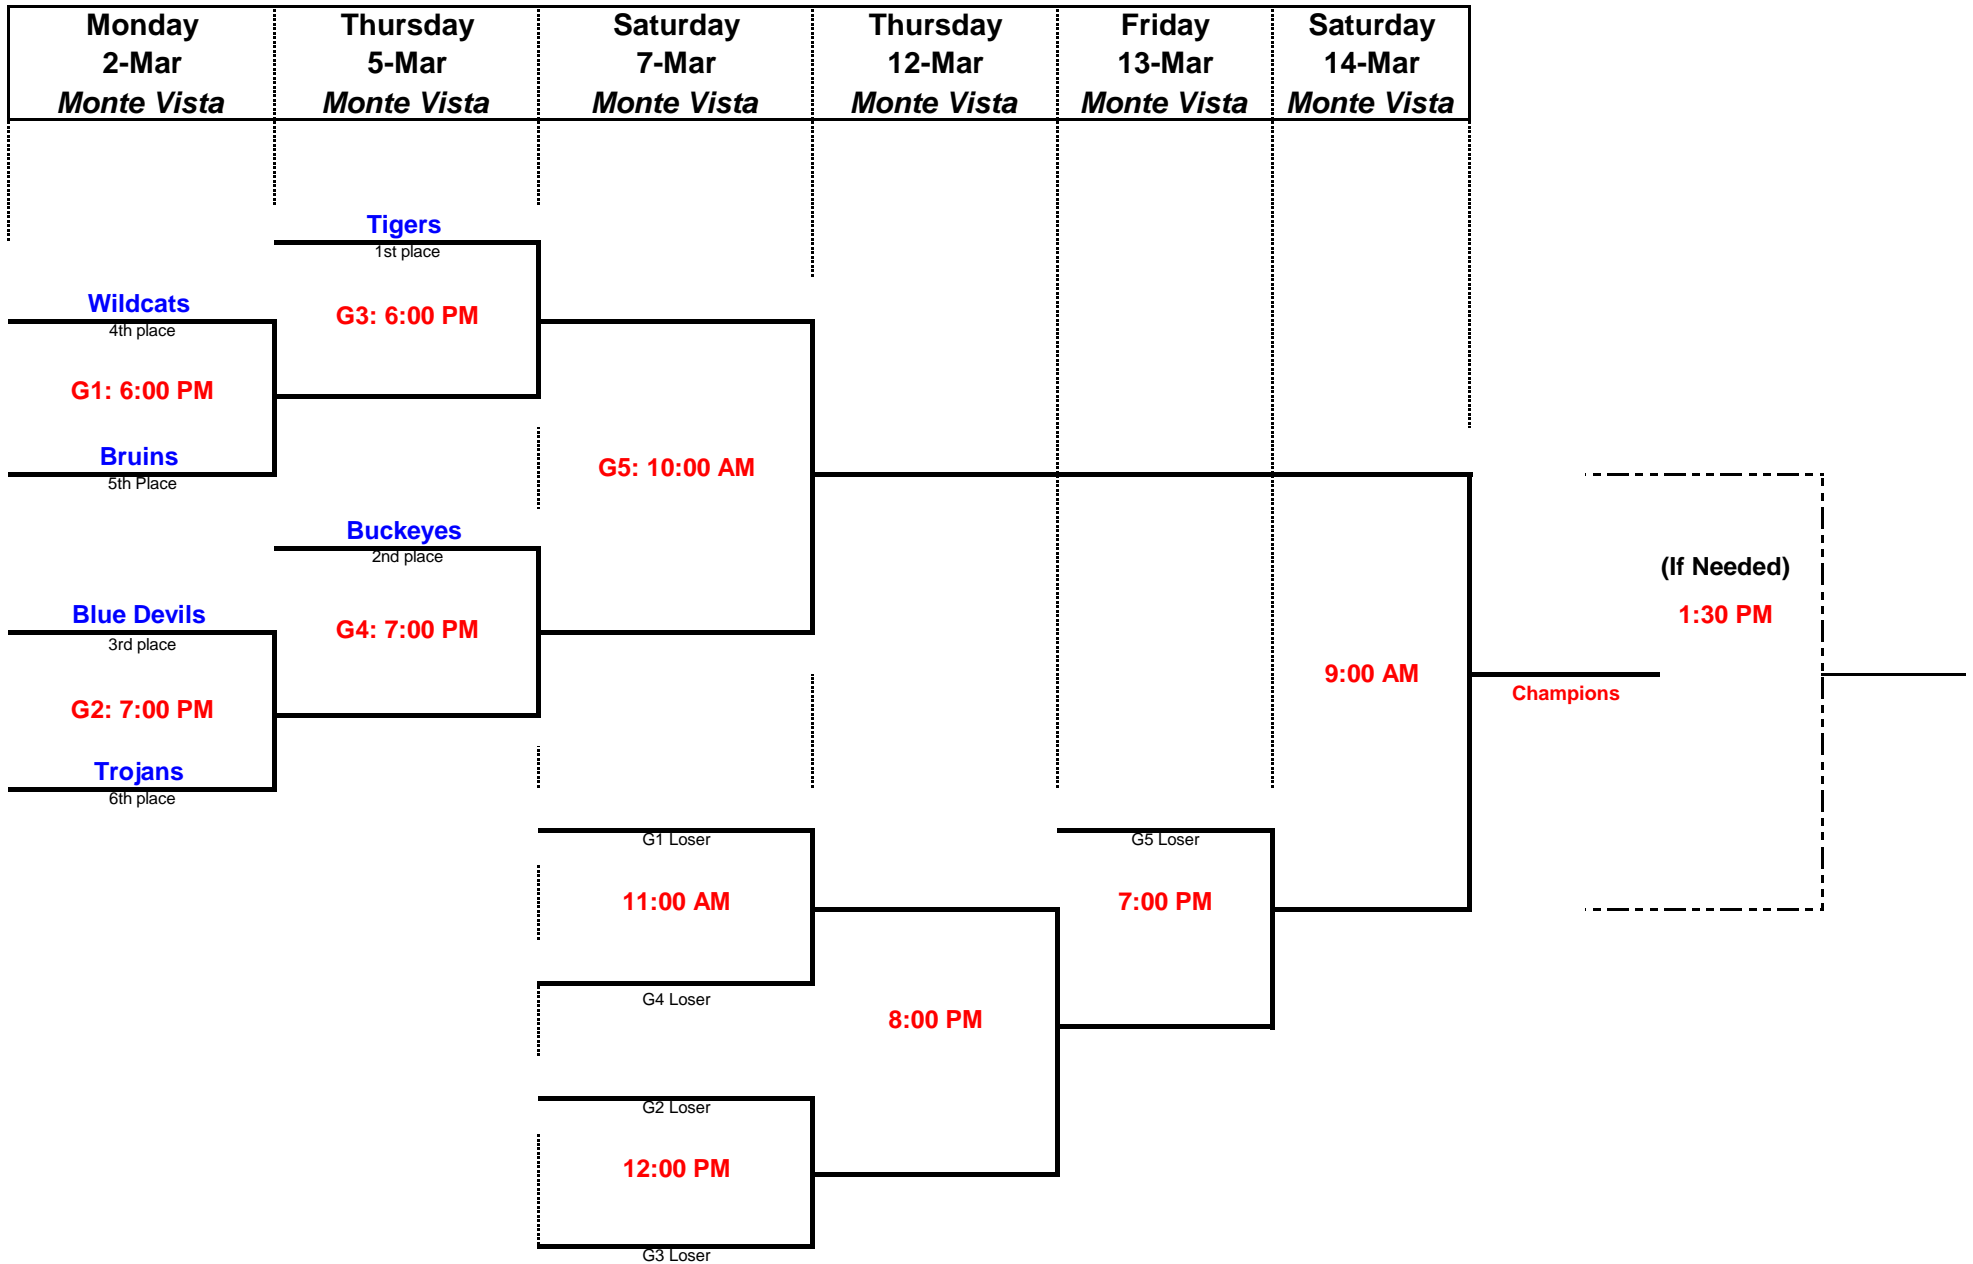 Monday Thursday Saturday Thursday Friday Saturday
2-Mar 5-Mar 7-Mar 12-Mar 13-Mar 14-Mar
Monte Vista Monte Vista Monte Vista Monte Vista Monte Vista Monte Vista
Tigers
1st place
Wildcats
4th place
G3: 6:00 PM
G1: 6:00 PM
Bruins
5th Place
G5: 10:00 AM
Buckeyes
2nd place
(If Needed)
Blue Devils
3rd place
G4: 7:00 PM
1:30 PM
9:00 AM
Champions
G2: 7:00 PM
Trojans
6th place
G1 Loser
G5 Loser
11:00 AM
7:00 PM
G4 Loser
8:00 PM
G2 Loser
12:00 PM
G3 Loser